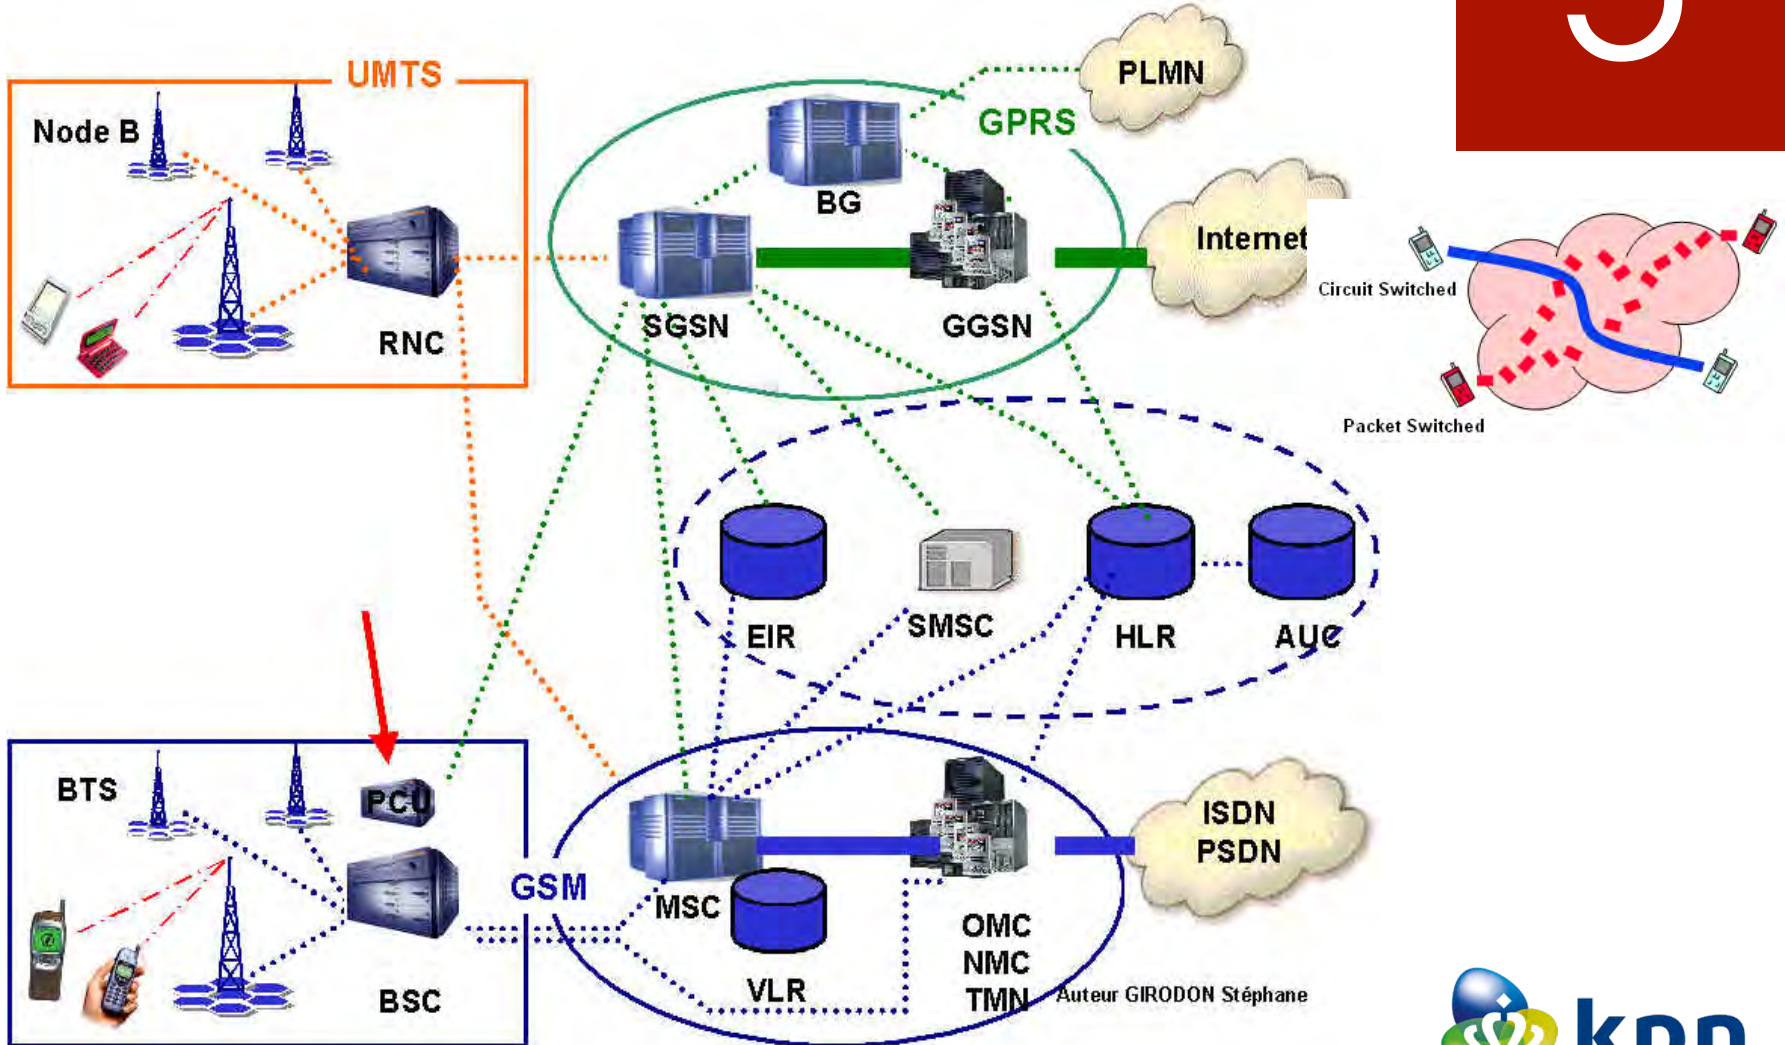 UMTS
Node B
RNC
PLMN
GPRS
BG
SGSN
GGSN
Internet
Circuit Switched
Packet Switched
EIR
SMSC
HLR
AUC
BTS
PCU
BSC
GSM
MSC
VLR
OMC
NMC
TMN
ISDN
PSDN
Auteur GIRODON Stéphane
kpn